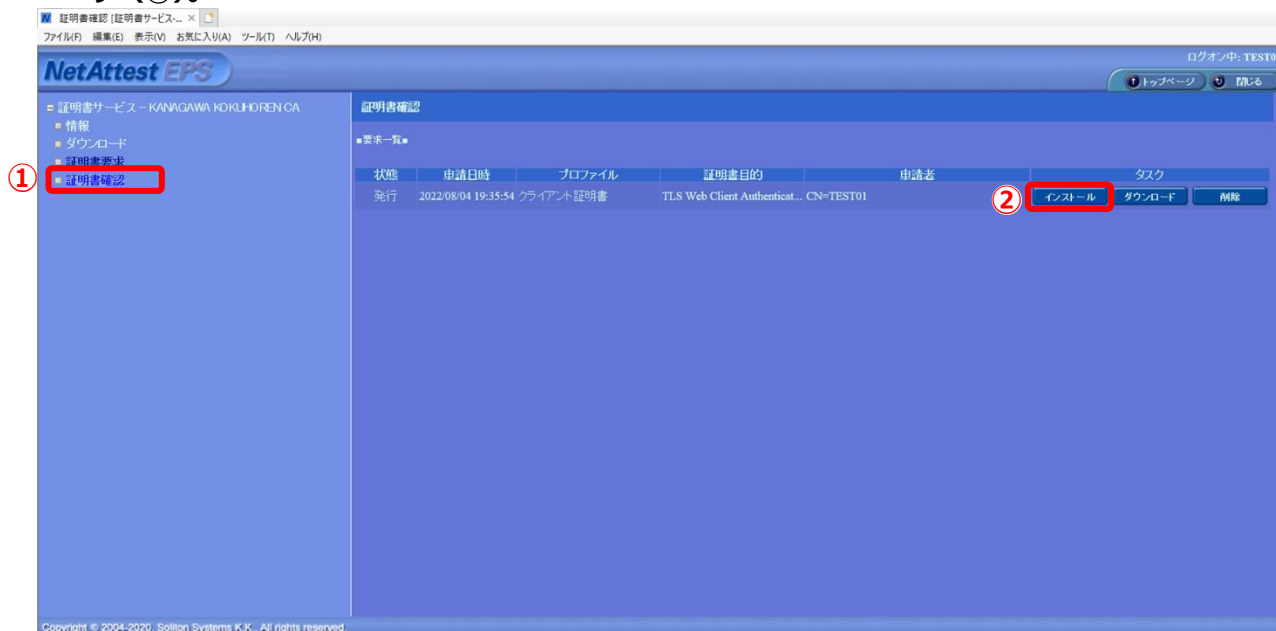 証明書確認 [証明書サービス-...
ファイル(F) 編集(E) 表示(V) お気に入り(A) ツール(T) ヘルプ(H)
NetAttest EPS
ログオン中: TEST0
トップページ 閉じる
証明書サービス – KANAGAWA KOKUHOREN CA
情報
ダウンロード
証明書要求
① 証明書確認
証明書確認
■要求一覧■
状態 申請日時 プロファイル 証明書目的 申請者 タスク
発行 2022/08/04 19:35:54 クライアント証明書 TLS Web Client Authenticat... CN=TEST01 ② インストール ダウンロード 削除
Copyright © 2004-2020, Soliton Systems K.K., All rights reserved.